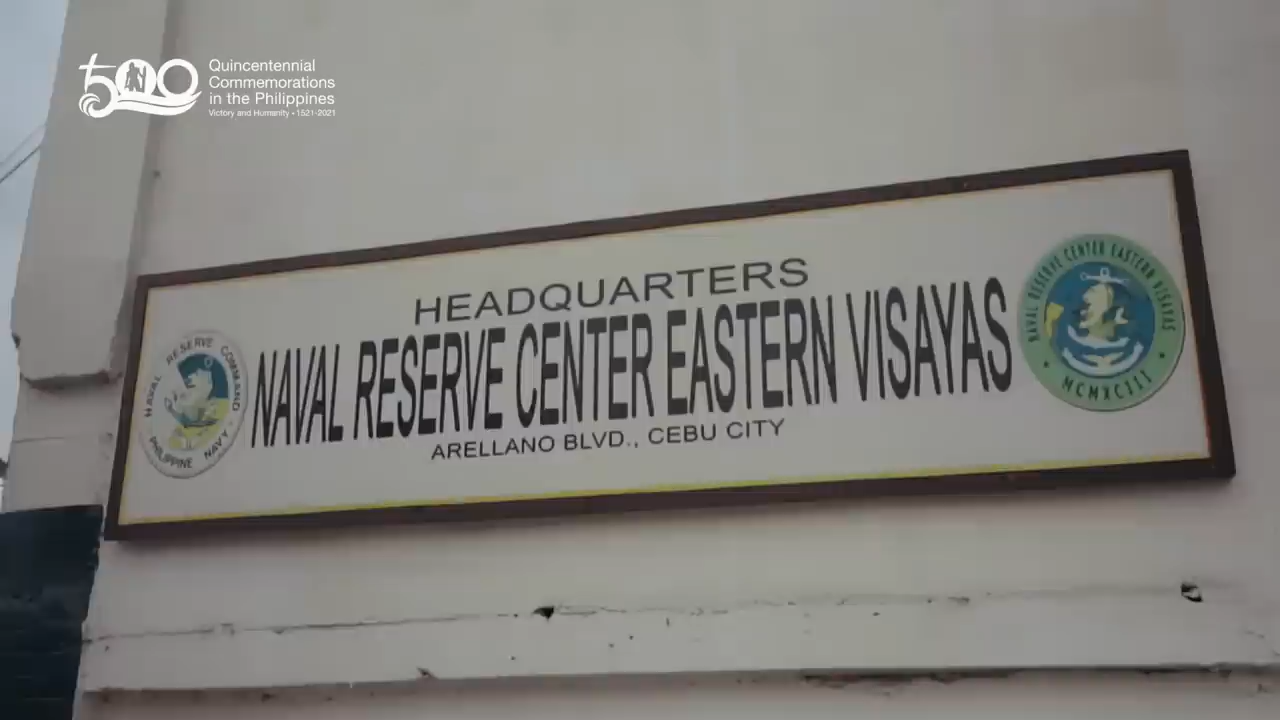 500
Quincentennial
Commemorations
in the Philippines
Victory and Humanity • 1521-2021
HEADQUARTERS
NAVAL RESERVE CENTER EASTERN VISAYAS
ARELLANO BLVD., CEBU CITY
NAVAL RESERVE COMMAND
PHILIPPINE NAVY
NAVAL RESERVE CENTER EASTERN VISAYAS
• MCMXCIII •